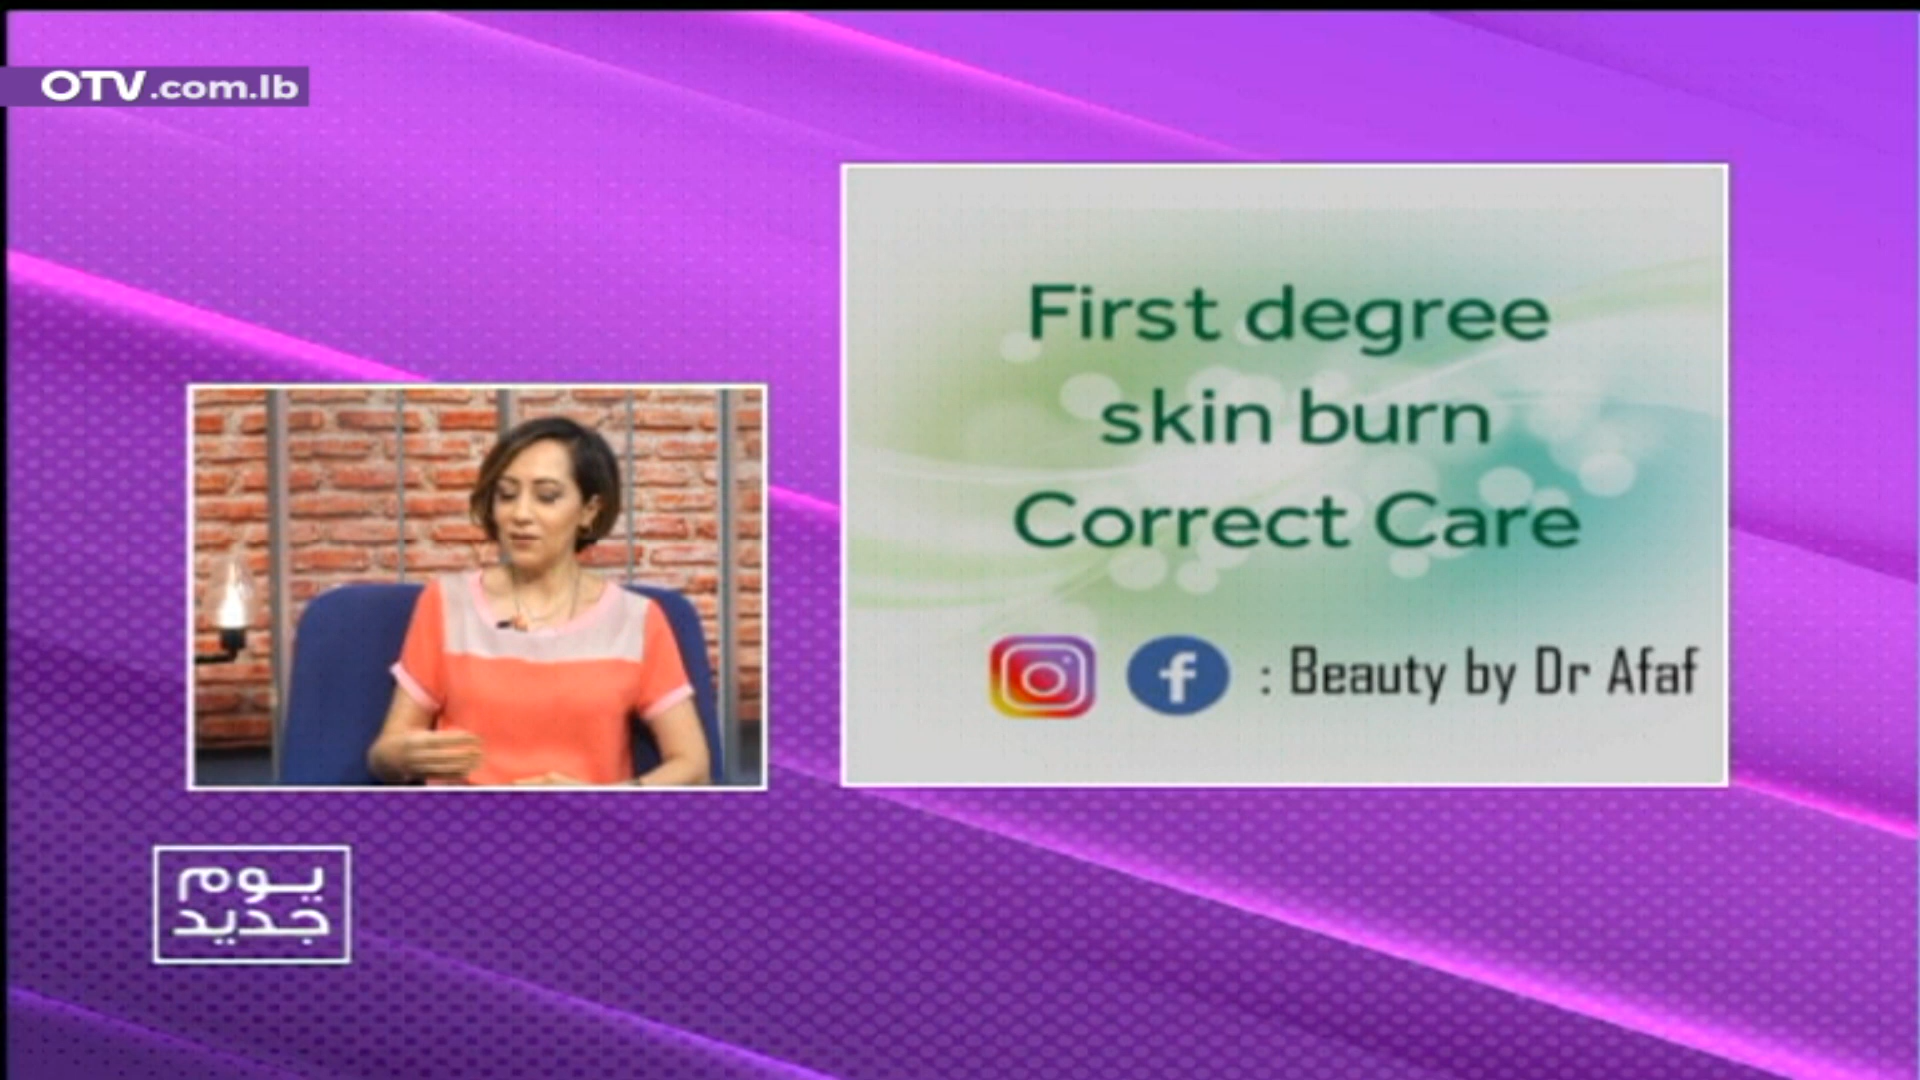 OTV.com.lb
First degree
skin burn
Correct Care
: Beauty by Dr Afaf
يوم
جديد